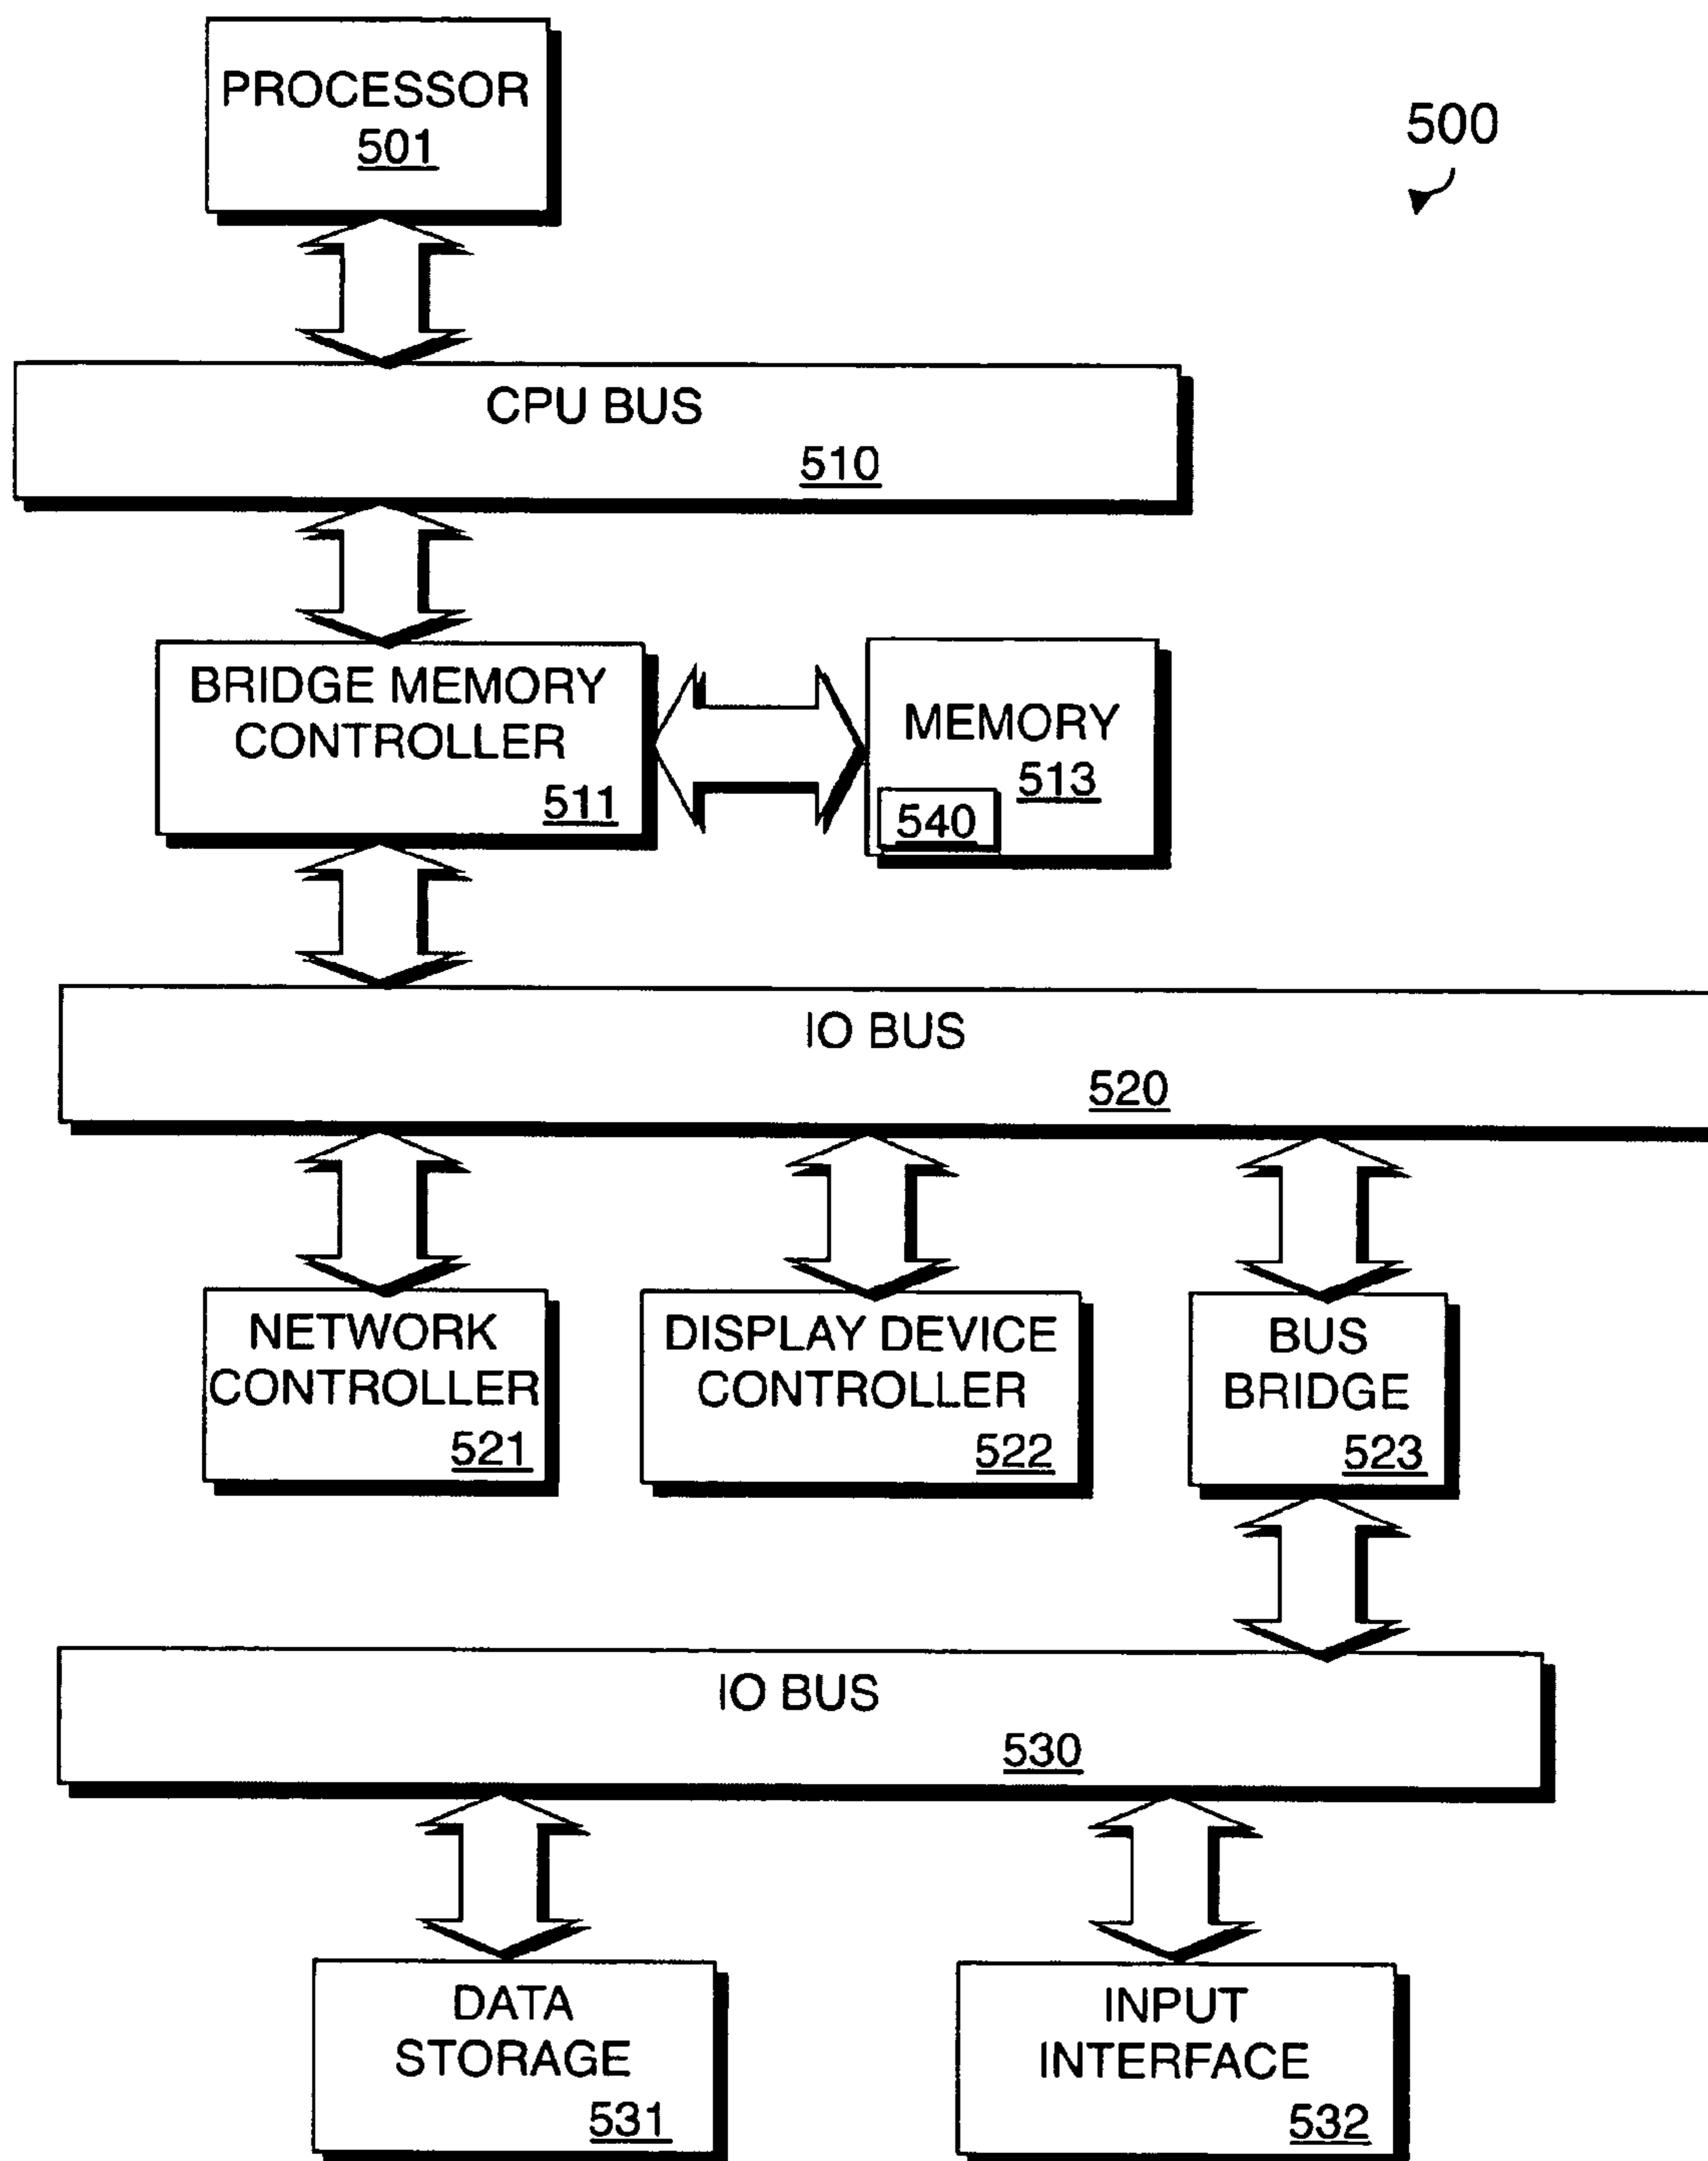 PROCESSOR
501
500
CPU BUS
510
BRIDGE MEMORY
CONTROLLER
511
MEMORY
513
540
IO BUS
520
NETWORK
CONTROLLER
521
DISPLAY DEVICE
CONTROLLER
522
BUS
BRIDGE
523
IO BUS
530
DATA
STORAGE
531
INPUT
INTERFACE
532